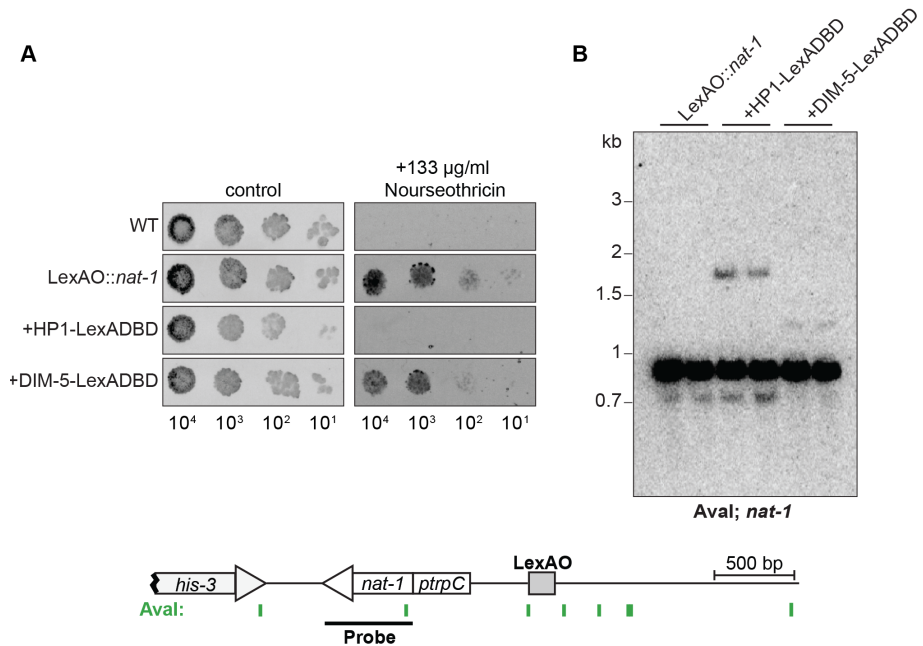 A
+133 µg/ml
control
Nourseothricin
WT
LexAO::nat-1
+HP1-LexADBD
+DIM-5-LexADBD
10⁴ 10³ 10² 10¹ 10⁴ 10³ 10² 10¹
B
LexAO::nat-1
+HP1-LexADBD
+DIM-5-LexADBD
kb
3
2
1.5
1
0.7
AvaI; nat-1
LexAO
500 bp
his-3 nat-1 ptrpC
AvaI:
Probe